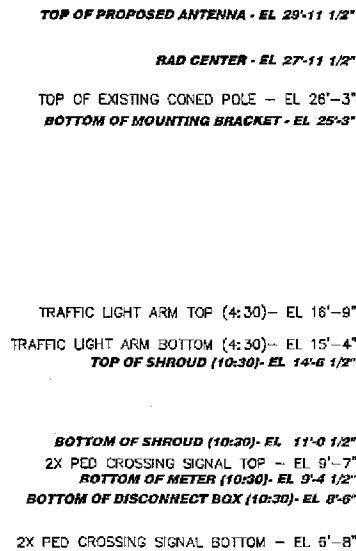 TOP OF PROPOSED ANTENNA - EL 29'-11 1/2"
RAD CENTER - EL 27'-11 1/2"
TOP OF EXISTING CONED POLE – EL 26'–3"
BOTTOM OF MOUNTING BRACKET - EL 25'-3"
TRAFFIC LIGHT ARM TOP (4:30)– EL 16'–9"
TRAFFIC LIGHT ARM BOTTOM (4:30)– EL 15'–4"
TOP OF SHROUD (10:30)- EL 14'-6 1/2"
BOTTOM OF SHROUD (10:30)- EL 11'-0 1/2"
2X PED CROSSING SIGNAL TOP – EL 9'–7"
BOTTOM OF METER (10:30)- EL 9'-4 1/2"
BOTTOM OF DISCONNECT BOX (10:30)- EL 8'-6"
2X PED CROSSING SIGNAL BOTTOM – EL 6'–8"